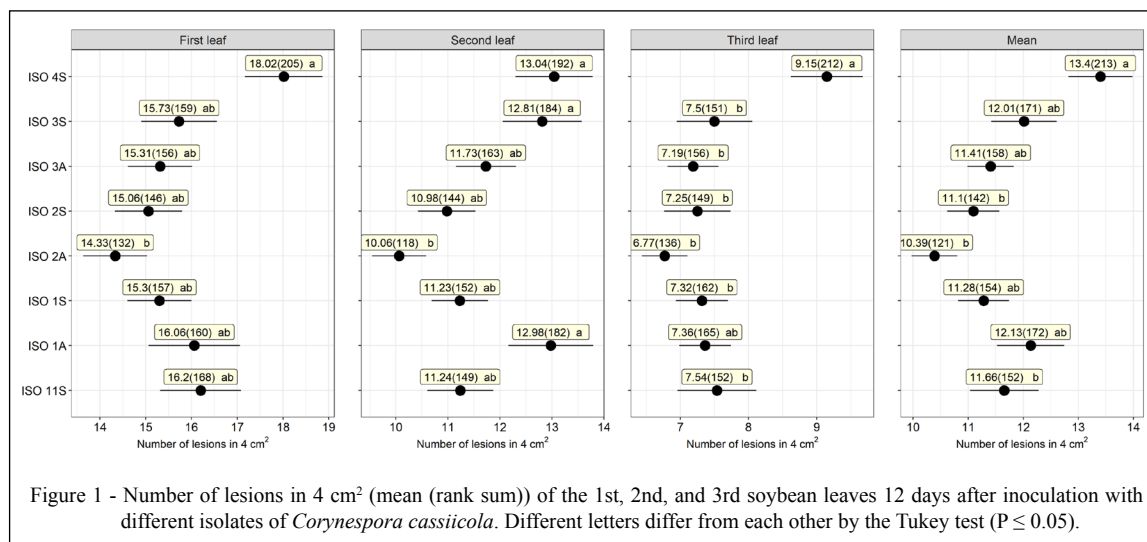 First leaf Second leaf Third leaf Mean
ISO 4S 18.02(205) a 13.04(192) a 9.15(212) a 13.4(213) a
ISO 3S 15.73(159) ab 12.81(184) a 7.5(151) b 12.01(171) ab
ISO 3A 15.31(156) ab 11.73(163) ab 7.19(156) b 11.41(158) ab
ISO 2S 15.06(146) ab 10.98(144) ab 7.25(149) b 11.1(142) b
ISO 2A 14.33(132) b 10.06(118) b 6.77(136) b 10.39(121) b
ISO 1S 15.3(157) ab 11.23(152) ab 7.32(162) b 11.28(154) ab
ISO 1A 16.06(160) ab 12.98(182) a 7.36(165) ab 12.13(172) ab
ISO 11S 16.2(168) ab 11.24(149) ab 7.54(152) b 11.66(152) b
14 15 16 17 18 19 10 11 12 13 14 7 8 9 10 11 12 13 14
Number of lesions in 4 cm² Number of lesions in 4 cm² Number of lesions in 4 cm² Number of lesions in 4 cm²
Figure 1 - Number of lesions in 4 cm² (mean (rank sum)) of the 1st, 2nd, and 3rd soybean leaves 12 days after inoculation with
different isolates of Corynespora cassiicola. Different letters differ from each other by the Tukey test (P ≤ 0.05).